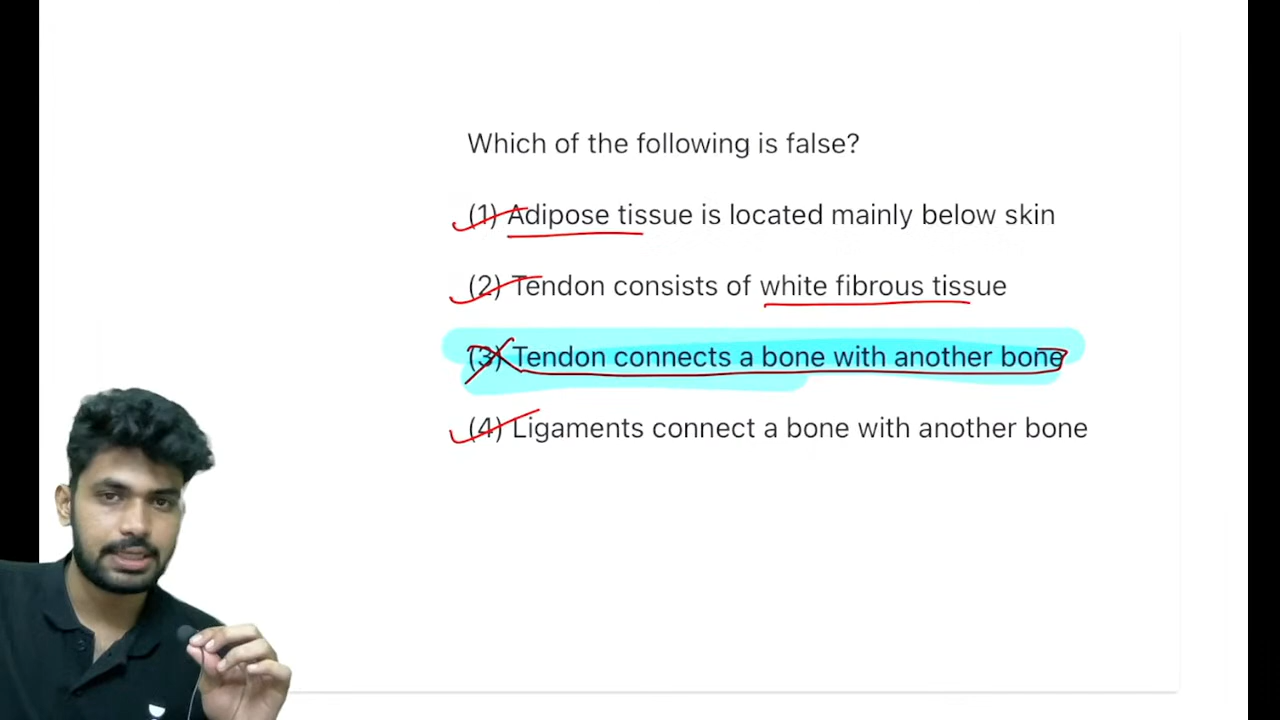 Which of the following is false?
(1) Adipose tissue is located mainly below skin
(2) Tendon consists of white fibrous tissue
(3) Tendon connects a bone with another bone
(4) Ligaments connect a bone with another bone